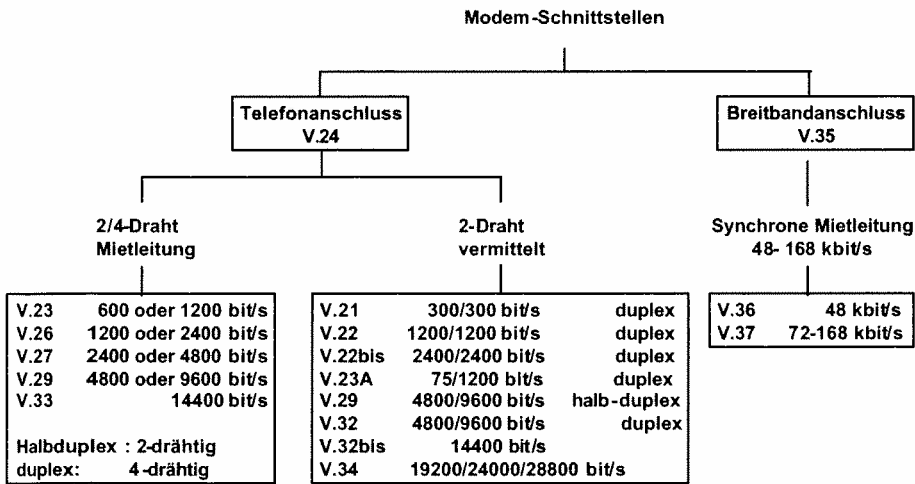 Modem-Schnittstellen
Telefonanschluss
V.24
Breitbandanschluss
V.35
2/4-Draht
Mietleitung
2-Draht
vermittelt
Synchrone Mietleitung
48- 168 kbit/s
V.23 600 oder 1200 bit/s
V.26 1200 oder 2400 bit/s
V.27 2400 oder 4800 bit/s
V.29 4800 oder 9600 bit/s
V.33 14400 bit/s
Halbduplex : 2-drähtig
duplex: 4-drähtig
V.21 300/300 bit/s duplex
V.22 1200/1200 bit/s duplex
V.22bis 2400/2400 bit/s duplex
V.23A 75/1200 bit/s duplex
V.29 4800/9600 bit/s halb-duplex
V.32 4800/9600 bit/s duplex
V.32bis 14400 bit/s
V.34 19200/24000/28800 bit/s
V.36 48 kbit/s
V.37 72-168 kbit/s